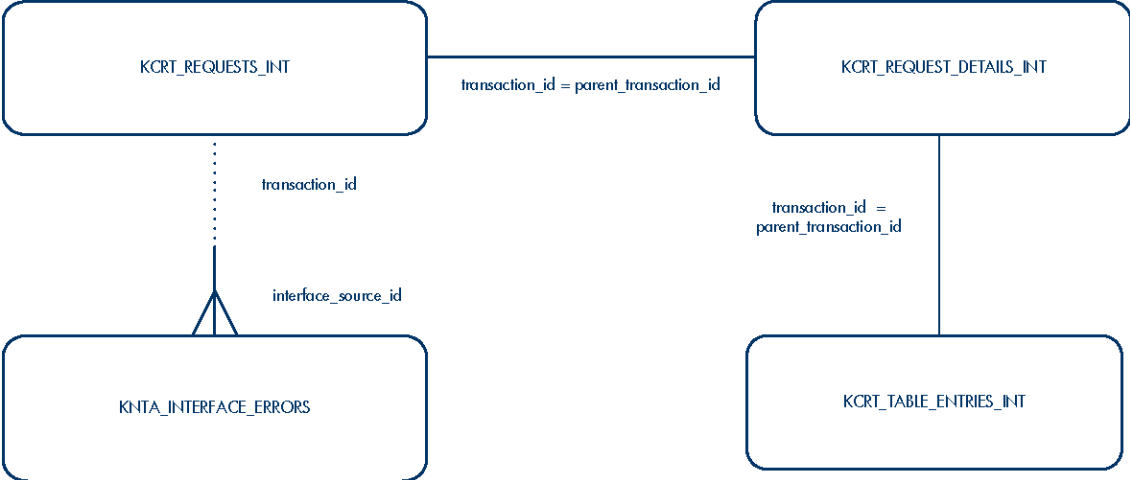 KCRT_REQUESTS_INT
KCRT_REQUEST_DETAILS_INT
transaction_id = parent_transaction_id
transaction_id
transaction_id =
parent_transaction_id
interface_source_id
KNTA_INTERFACE_ERRORS
KCRT_TABLE_ENTRIES_INT